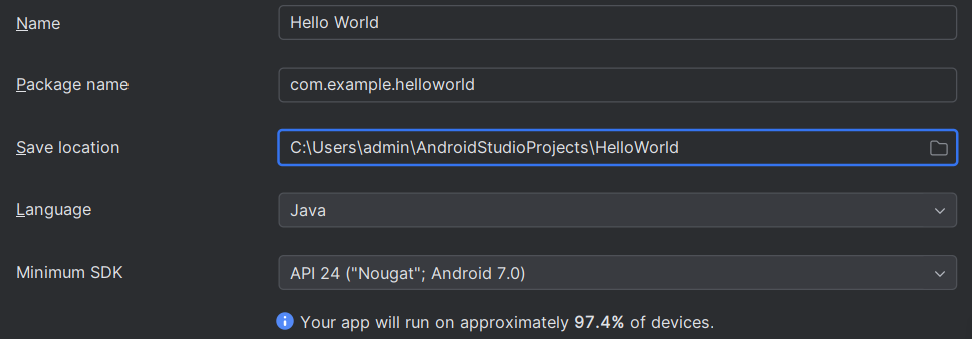 Name
Hello World
Package name
com.example.helloworld
Save location
C:\Users\admin\AndroidStudioProjects\HelloWorld
Language
Java
Minimum SDK
API 24 ("Nougat"; Android 7.0)
Your app will run on approximately 97.4% of devices.